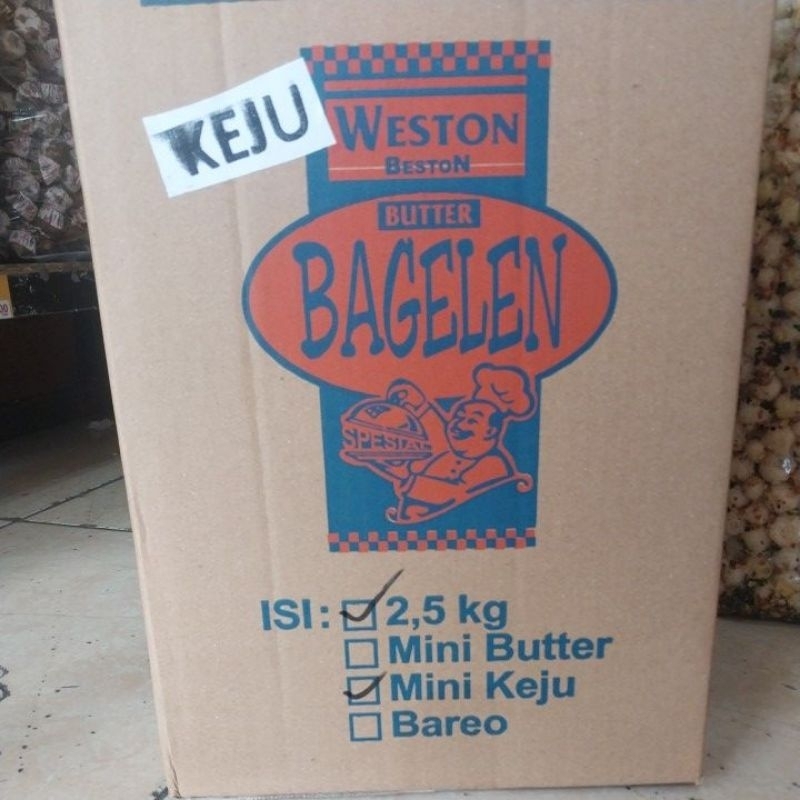 KEJU
WESTON
BESTON
BUTTER
BAGELEN
SPESIAL
ISI : 2,5 kg
Mini Butter
Mini Keju
Bareo